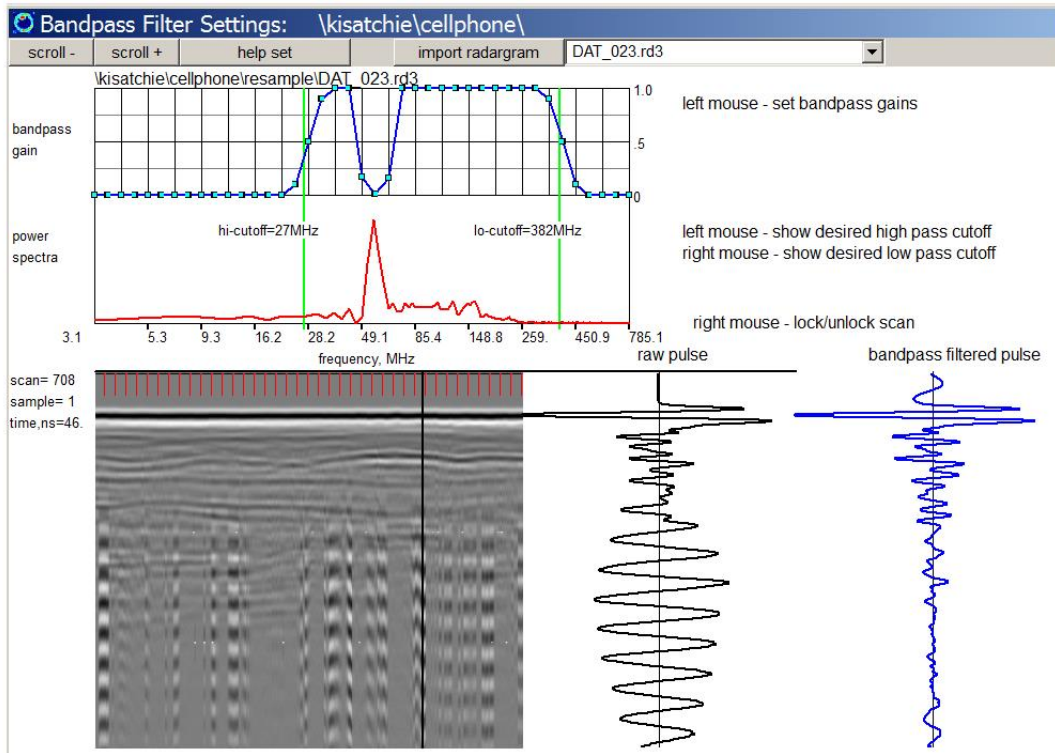 Bandpass Filter Settings: \kisatchie\cellphone\
scroll - scroll + help set import radargram DAT_023.rd3
\kisatchie\cellphone\resample\DAT_023.rd3
bandpass
gain
1.0
.5
0
left mouse - set bandpass gains
power
spectra
hi-cutoff=27MHz
lo-cutoff=382MHz
left mouse - show desired high pass cutoff
right mouse - show desired low pass cutoff
right mouse - lock/unlock scan
3.1 5.3 9.3 16.2 28.2 49.1 85.4 148.8 259. 450.9 785.1
frequency, MHz
raw pulse
bandpass filtered pulse
scan= 708
sample= 1
time,ns=46.